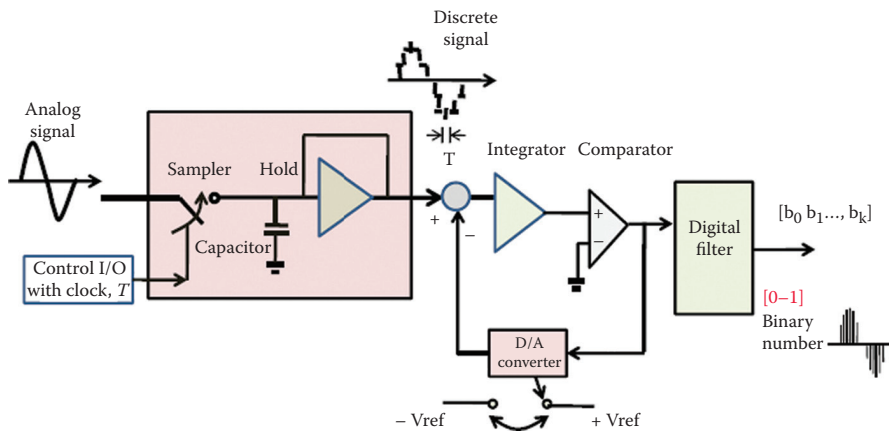 Discrete
signal
Analog
signal
Sampler
Hold
T
Integrator
Comparator
+
−
+
−
Capacitor
Control I/O
with clock, T
Digital
filter
[b₀ b₁..., bₖ]
[0–1]
Binary
number
D/A
converter
− Vref
+ Vref